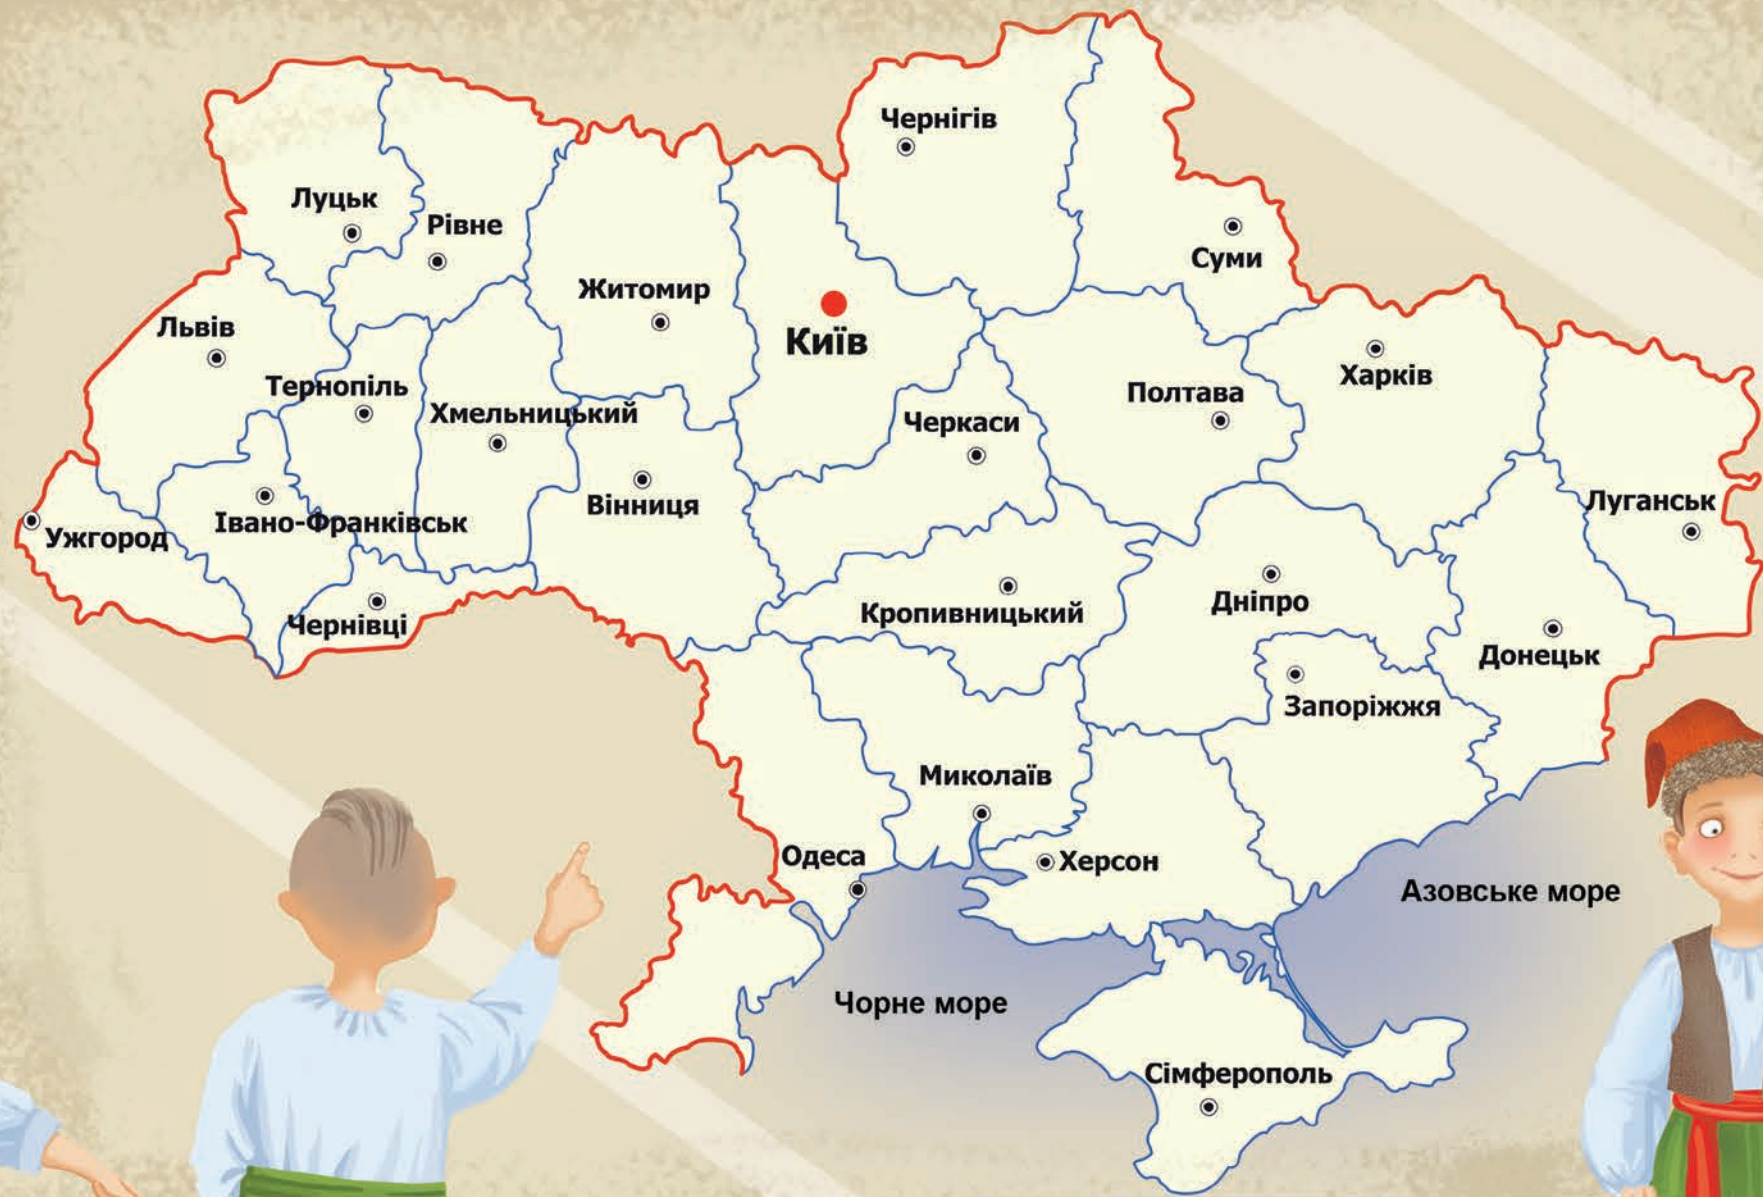 Чернігів
Луцьк
Рівне
Суми
Житомир
Київ
Львів
Тернопіль
Хмельницький
Черкаси
Полтава
Харків
Вінниця
Луганськ
Івано-Франківськ
Ужгород
Чернівці
Кропивницький
Дніпро
Донецьк
Запоріжжя
Миколаїв
Одеса
Херсон
Азовське море
Чорне море
Сімферополь